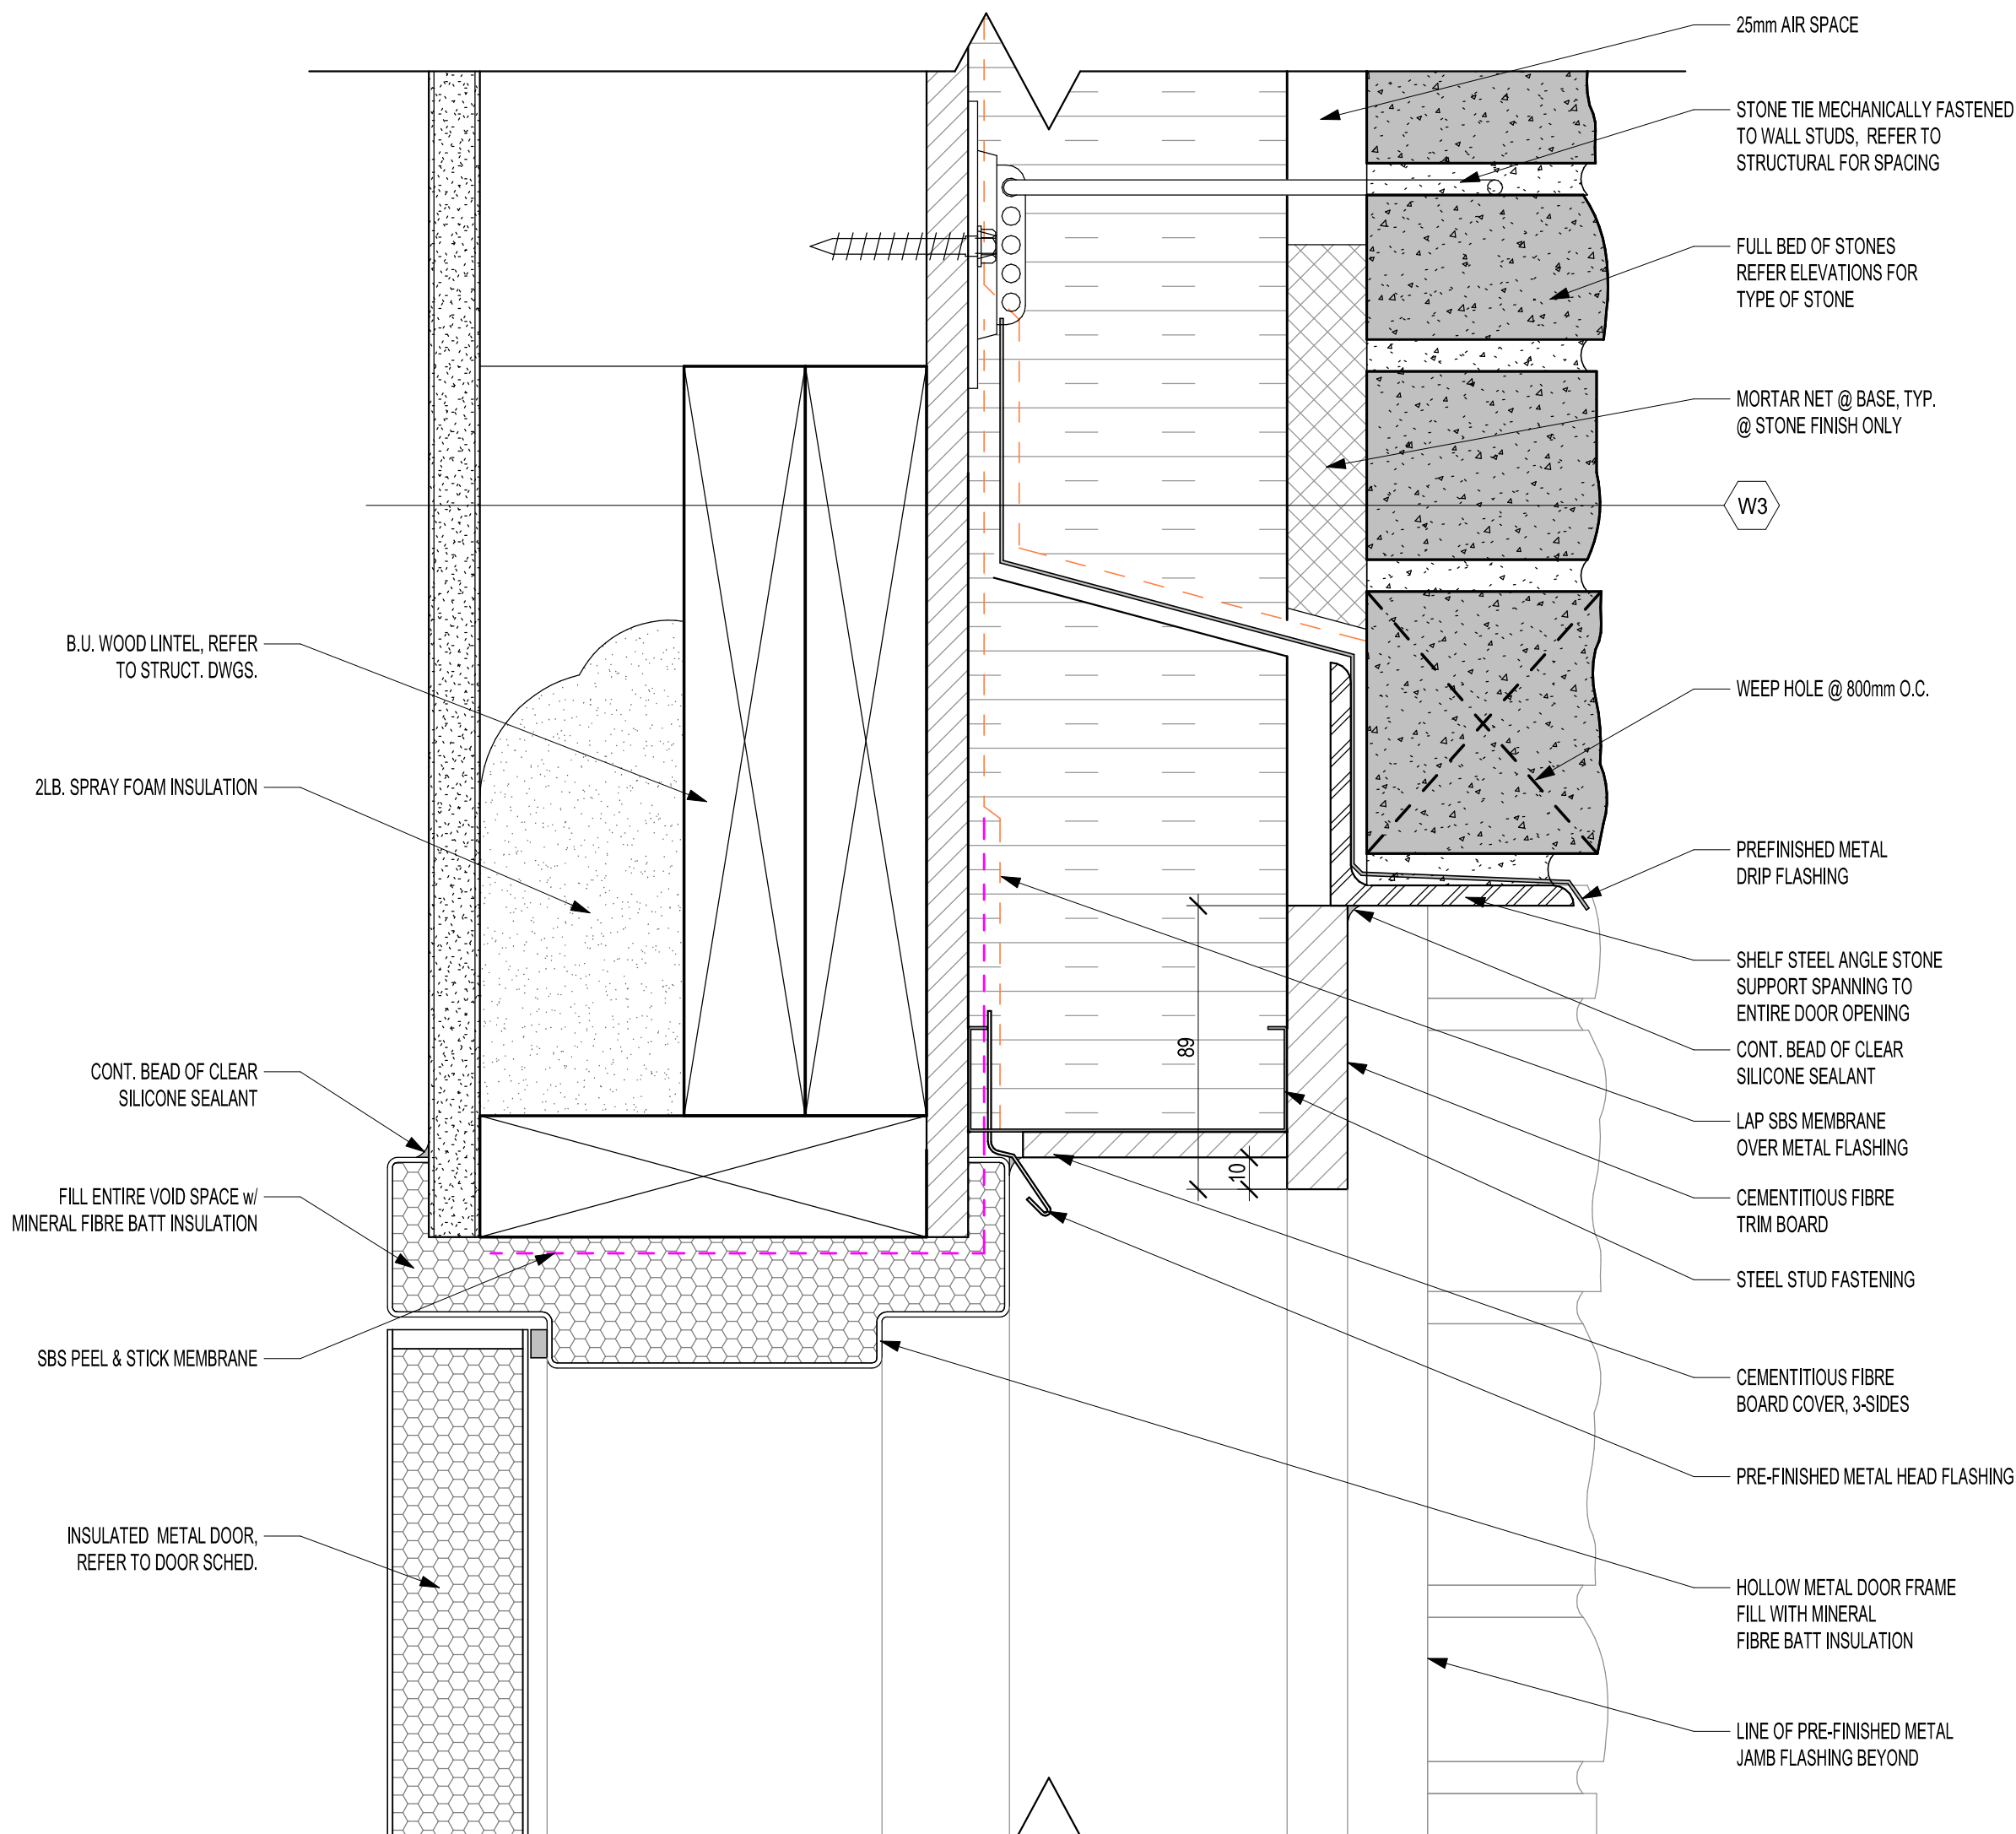 25mm AIR SPACE
STONE TIE MECHANICALLY FASTENED
TO WALL STUDS, REFER TO
STRUCTURAL FOR SPACING
FULL BED OF STONES
REFER ELEVATIONS FOR
TYPE OF STONE
MORTAR NET @ BASE, TYP.
@ STONE FINISH ONLY
W3
B.U. WOOD LINTEL, REFER
TO STRUCT. DWGS.
WEEP HOLE @ 800mm O.C.
2LB. SPRAY FOAM INSULATION
PREFINISHED METAL
DRIP FLASHING
SHELF STEEL ANGLE STONE
SUPPORT SPANNING TO
ENTIRE DOOR OPENING
89
CONT. BEAD OF CLEAR
SILICONE SEALANT
CONT. BEAD OF CLEAR
SILICONE SEALANT
LAP SBS MEMBRANE
OVER METAL FLASHING
10
FILL ENTIRE VOID SPACE w/
MINERAL FIBRE BATT INSULATION
CEMENTITIOUS FIBRE
TRIM BOARD
STEEL STUD FASTENING
SBS PEEL & STICK MEMBRANE
CEMENTITIOUS FIBRE
BOARD COVER, 3-SIDES
PRE-FINISHED METAL HEAD FLASHING
INSULATED METAL DOOR,
REFER TO DOOR SCHED.
HOLLOW METAL DOOR FRAME
FILL WITH MINERAL
FIBRE BATT INSULATION
LINE OF PRE-FINISHED METAL
JAMB FLASHING BEYOND